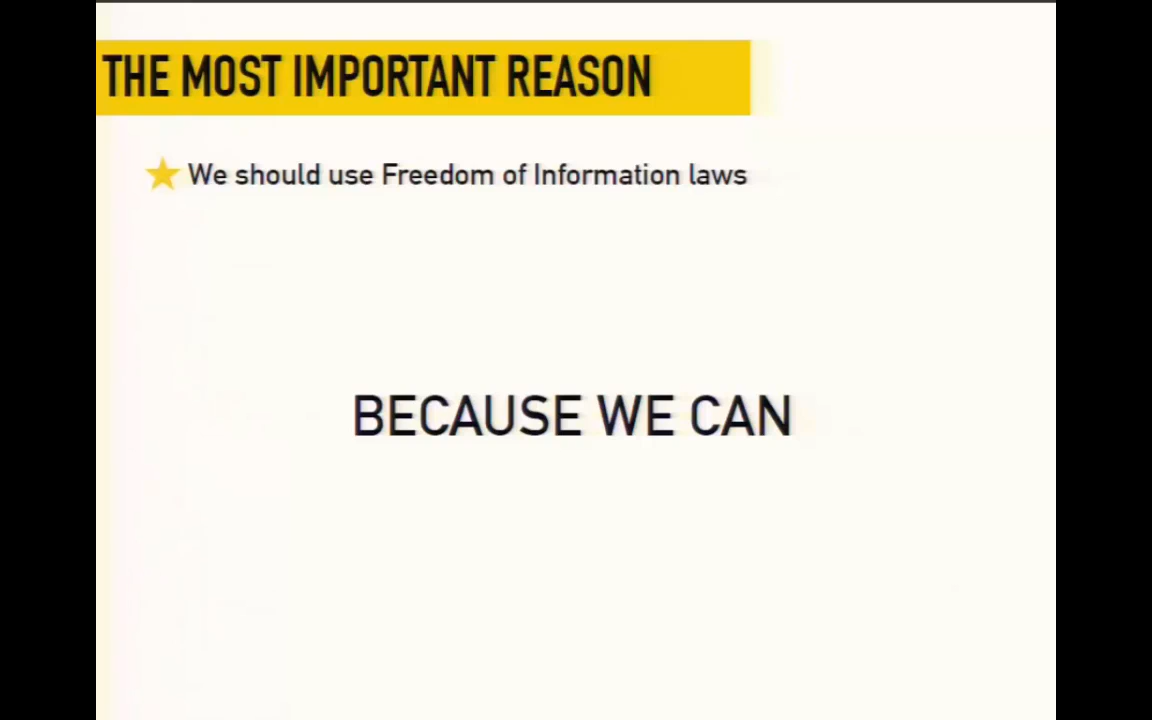 THE MOST IMPORTANT REASON
We should use Freedom of Information laws
BECAUSE WE CAN